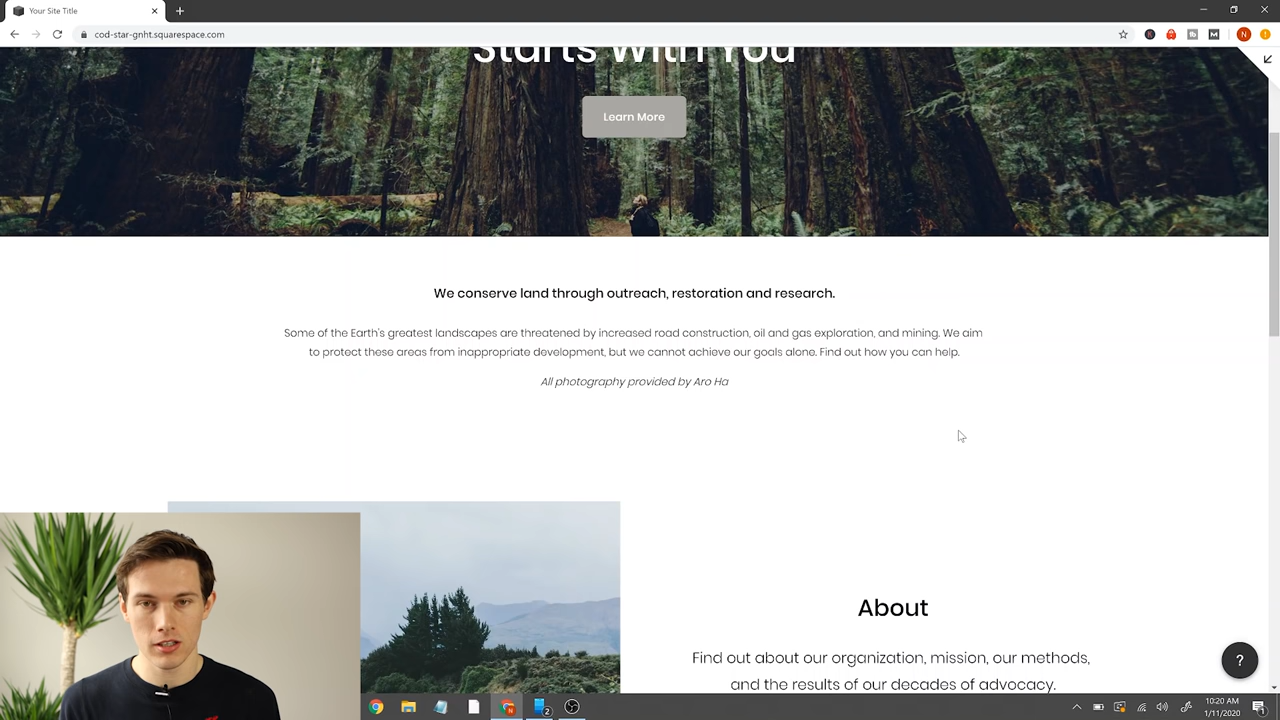 Your Site Title
cod-star-gnht.squarespace.com
N
Starts With You
Learn More
We conserve land through outreach, restoration and research.
Some of the Earth's greatest landscapes are threatened by increased road construction, oil and gas exploration, and mining. We aim
to protect these areas from inappropriate development, but we cannot achieve our goals alone. Find out how you can help.
All photography provided by Aro Ha
About
Find out about our organization, mission, our methods,
and the results of our decades of advocacy.
?
2
10:20 AM
1/11/2020
1